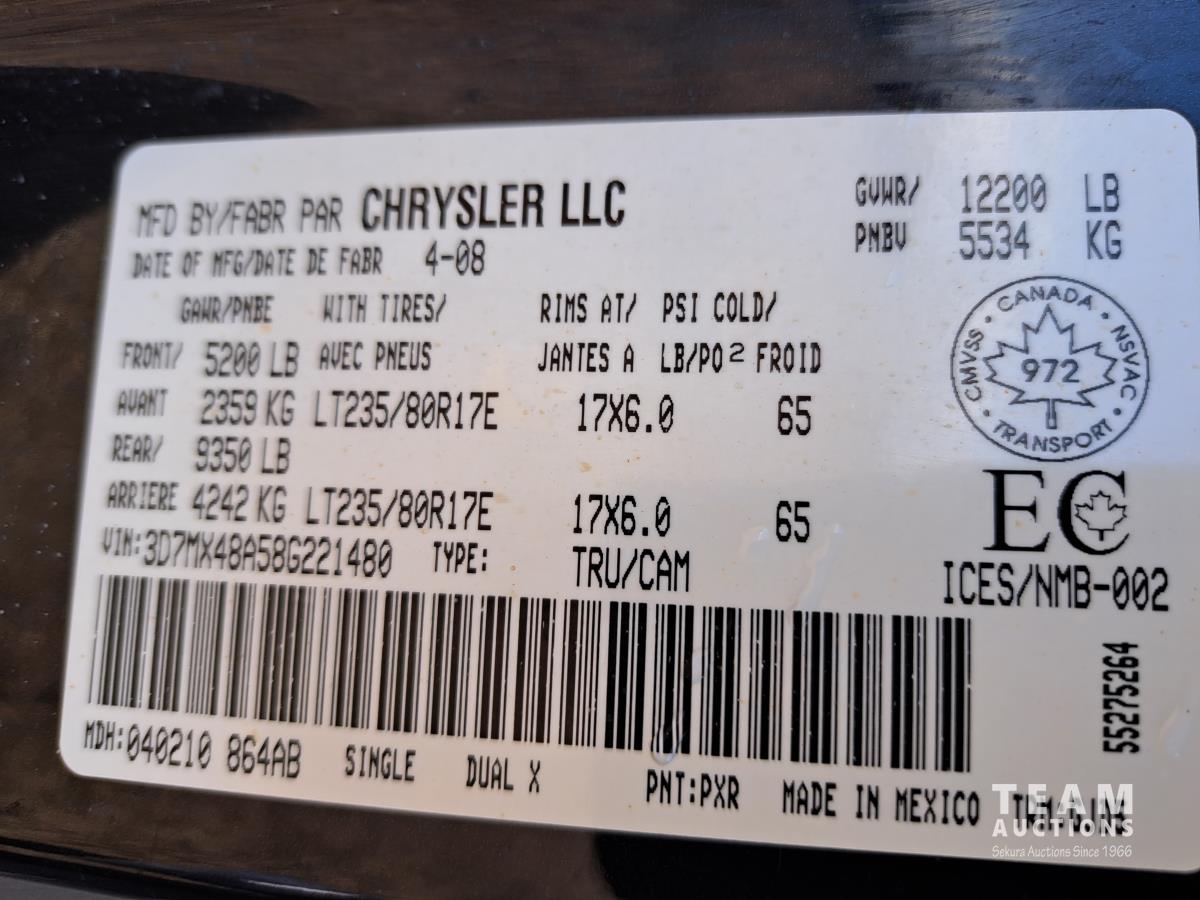 MFD BY/FABR PAR CHRYSLER LLC
GVWR/ 12200 LB
DATE OF MFG/DATE DE FABR 4-08
PNBV 5534 KG
GAWR/PNBE WITH TIRES/ RIMS AT/ PSI COLD/
FRONT/ 5200 LB AVEC PNEUS JANTES A LB/PO² FROID
AVANT 2359 KG LT235/80R17E 17X6.0 65
REAR/ 9350 LB
ARRIERE 4242 KG LT235/80R17E 17X6.0 65
CANADA
CMVSS 972 NSVAC
TRANSPORT
EC
ICES/NMB-002
VIN:3D7MX48A58G221480 TYPE: TRU/CAM
55275264
MDH:040210 864AB SINGLE DUAL X PNT:PXR MADE IN MEXICO
TEAM
AUCTIONS
Sekura Auctions Since 1966